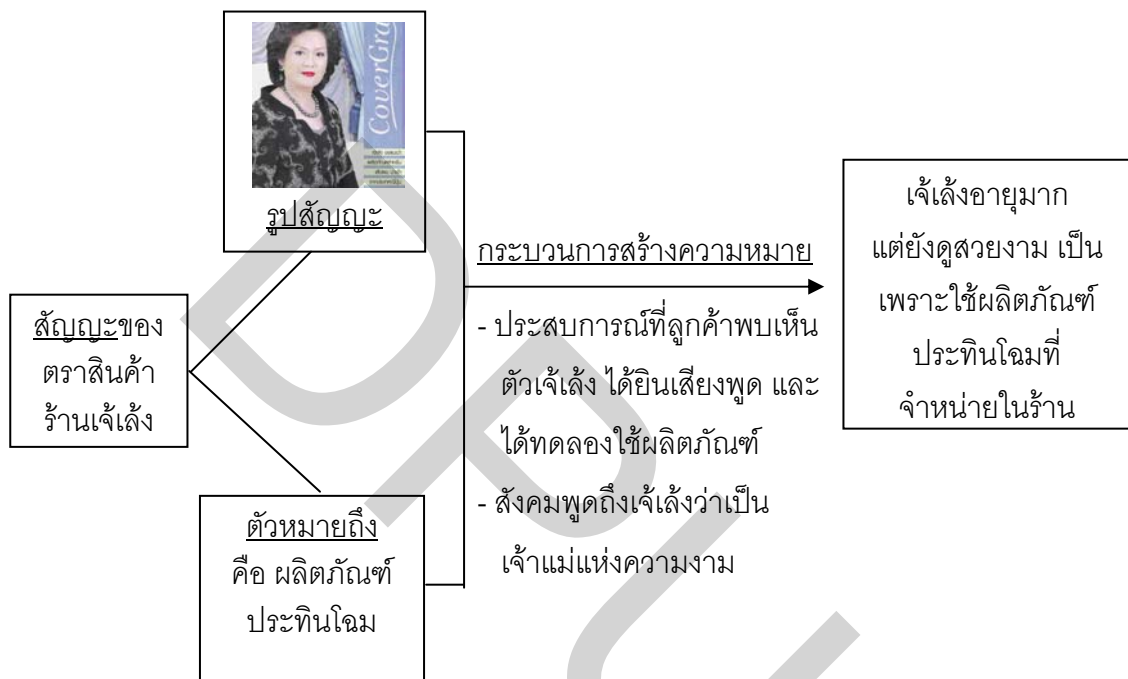 CoverGra
รูปสัญญะ
สัญญะของ
ตราสินค้า
ร้านเจ้เล้ง
ตัวหมายถึง
คือ ผลิตภัณฑ์
ประทินโฉม
กระบวนการสร้างความหมาย
- ประสบการณ์ที่ลูกค้าพบเห็น
ตัวเจ้เล้ง ได้ยินเสียงพูด และ
ได้ทดลองใช้ผลิตภัณฑ์
- สังคมพูดถึงเจ้เล้งว่าเป็น
เจ้าแม่แห่งความงาม
เจ้เล้งอายุมาก
แต่ยังดูสวยงาม เป็น
เพราะใช้ผลิตภัณฑ์
ประทินโฉมที่
จำหน่ายในร้าน